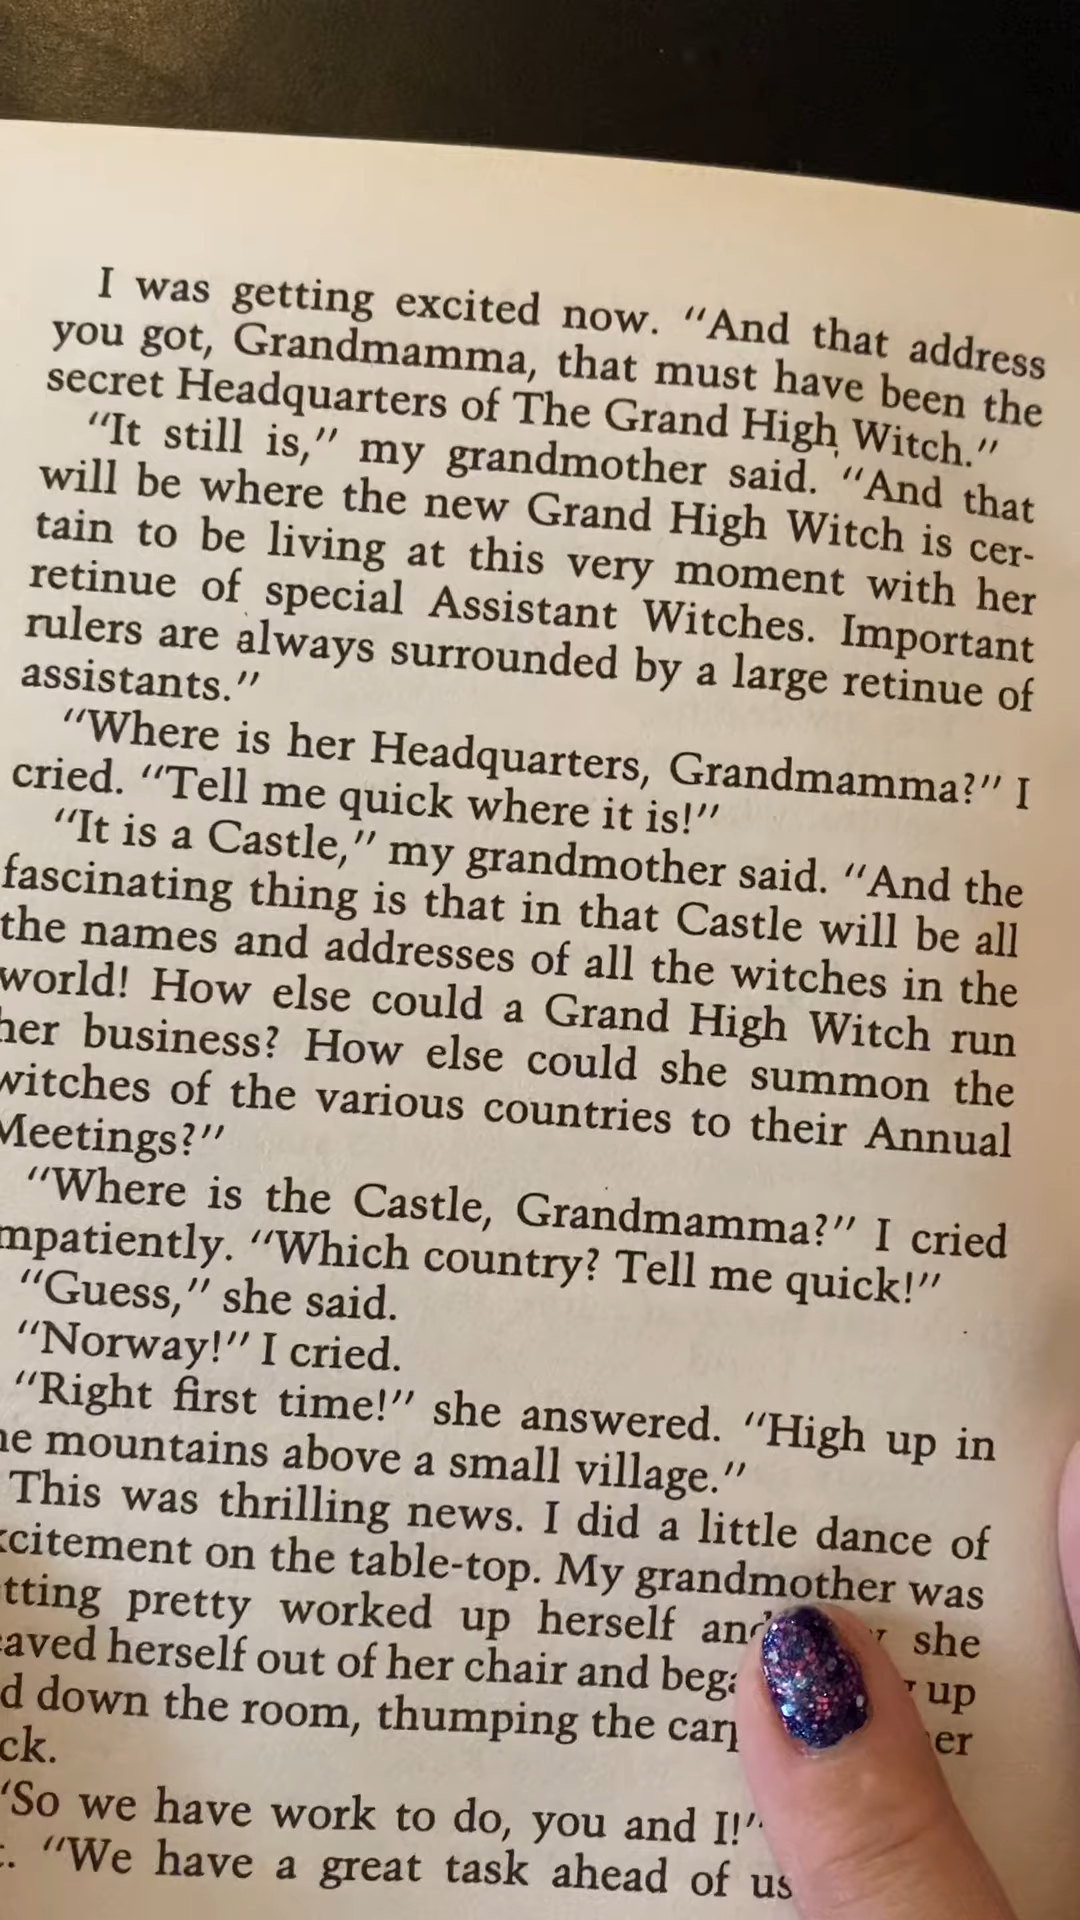 I was getting excited now. "And that address
you got, Grandmamma, that must have been the
secret Headquarters of The Grand High Witch."
"It still is," my grandmother said. "And that
will be where the new Grand High Witch is cer-
tain to be living at this very moment with her
retinue of special Assistant Witches. Important
rulers are always surrounded by a large retinue of
assistants."
"Where is her Headquarters, Grandmamma?" I
cried. "Tell me quick where it is!"
"It is a Castle," my grandmother said. "And the
fascinating thing is that in that Castle will be all
the names and addresses of all the witches in the
world! How else could a Grand High Witch run
her business? How else could she summon the
witches of the various countries to their Annual
Meetings?"
"Where is the Castle, Grandmamma?" I cried
mpatiently. "Which country? Tell me quick!"
"Guess," she said.
"Norway!" I cried.
"Right first time!" she answered. "High up in
he mountains above a small village."
This was thrilling news. I did a little dance of
xcitement on the table-top. My grandmother was
tting pretty worked up herself and she
eaved herself out of her chair and up
d down the room, thumping the
ck.
"So we have work to do, you and I!"
"We have a great task ahead of us